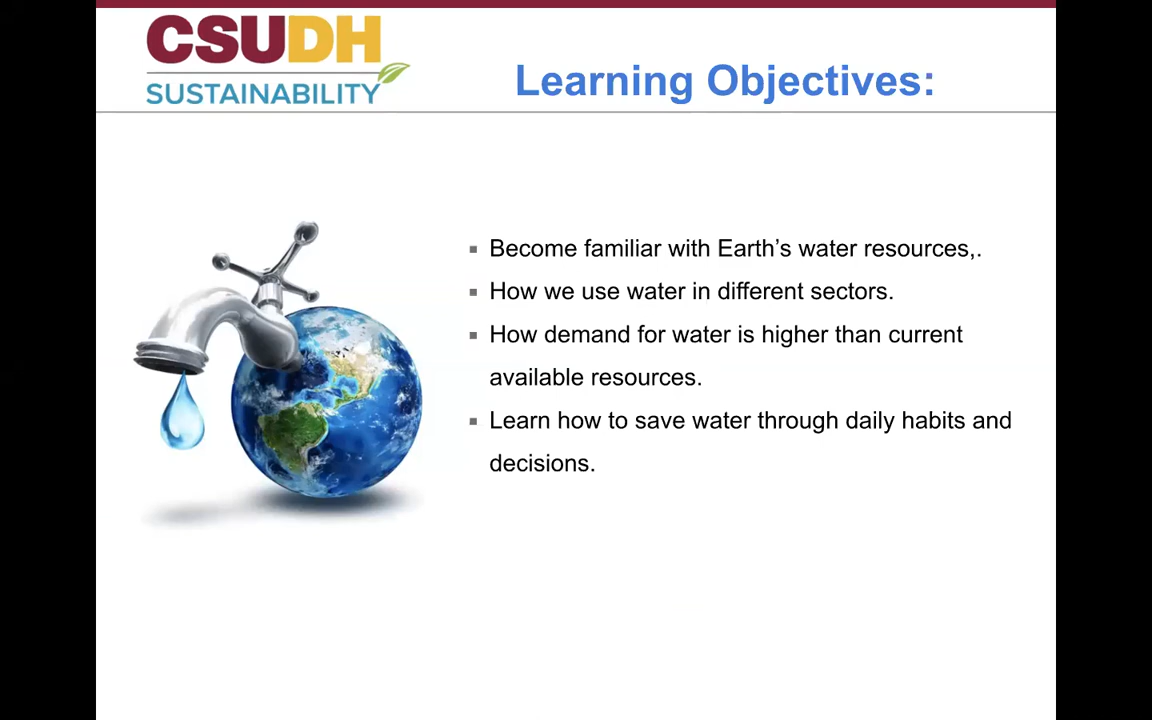 CSUDH
SUSTAINABILITY
Learning Objectives:
Become familiar with Earth’s water resources,.
How we use water in different sectors.
How demand for water is higher than current
available resources.
Learn how to save water through daily habits and
decisions.